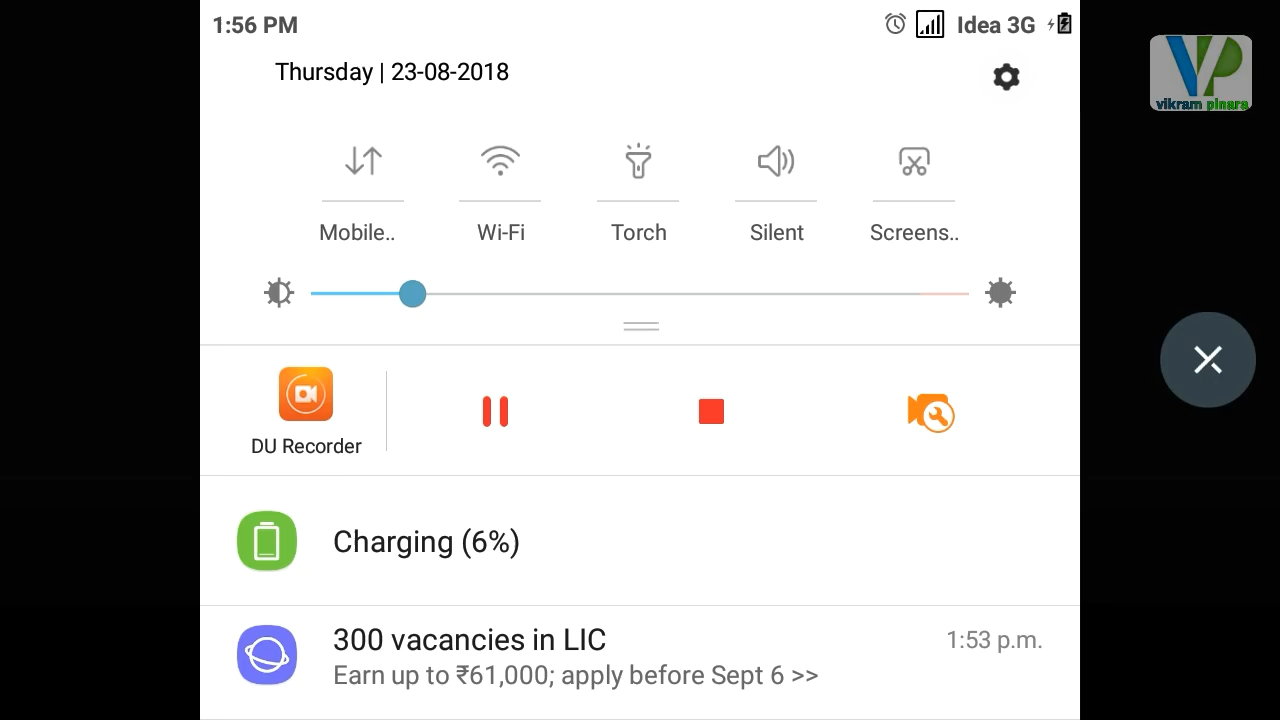 1:56 PM
Idea 3G
Thursday | 23-08-2018
vikram pinara
Mobile..
Wi-Fi
Torch
Silent
Screens..
DU Recorder
Charging (6%)
300 vacancies in LIC
1:53 p.m.
Earn up to ₹61,000; apply before Sept 6 >>